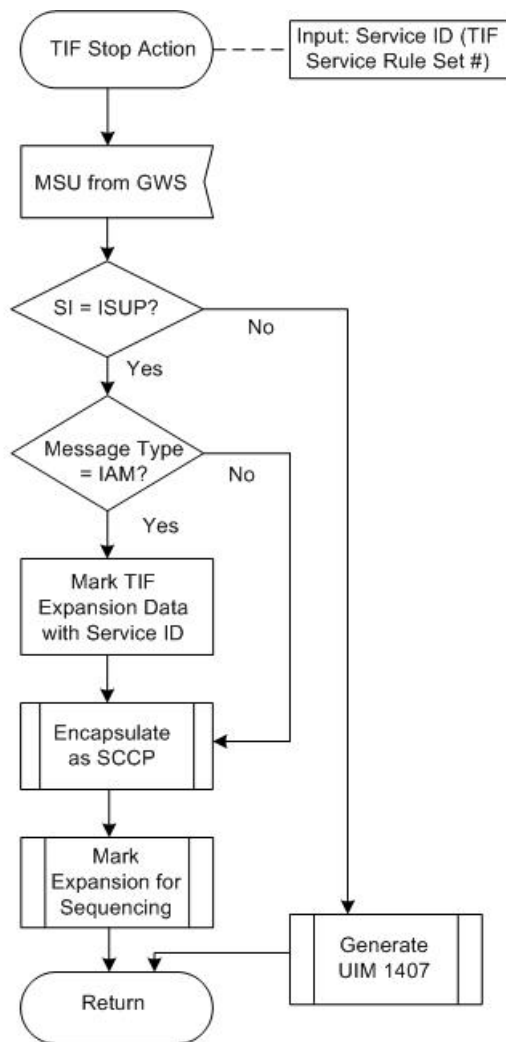 TIF Stop Action
Input: Service ID (TIF
Service Rule Set #)
MSU from GWS
SI = ISUP?
No
Yes
Message Type
= IAM?
No
Yes
Mark TIF
Expansion Data
with Service ID
Encapsulate
as SCCP
Mark
Expansion for
Sequencing
Generate
UIM 1407
Return